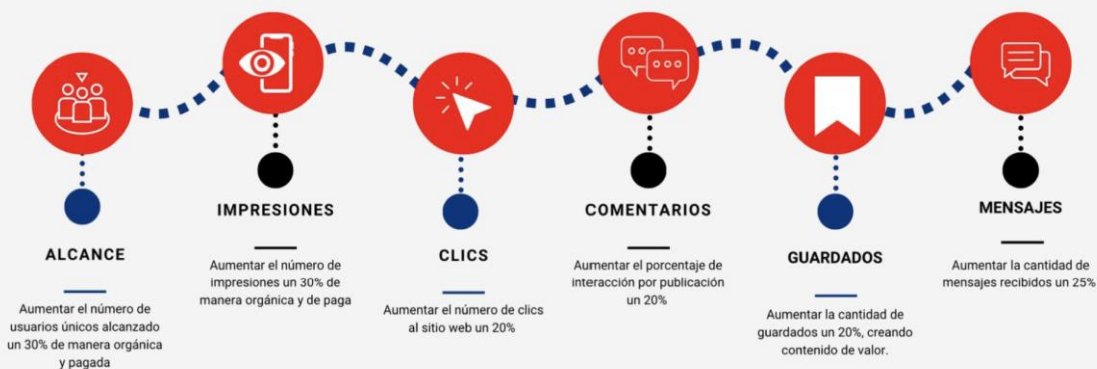 ALCANCE
Aumentar el número de
usuarios únicos alcanzado
un 30% de manera orgánica
y pagada
IMPRESIONES
Aumentar el número de
impresiones un 30% de
manera orgánica y de paga
CLICS
Aumentar el número de clics
al sitio web un 20%
COMENTARIOS
Aumentar el porcentaje de
interacción por publicación
un 20%
GUARDADOS
Aumentar la cantidad de
guardados un 20%, creando
contenido de valor.
MENSAJES
Aumentar la cantidad de
mensajes recibidos un 25%